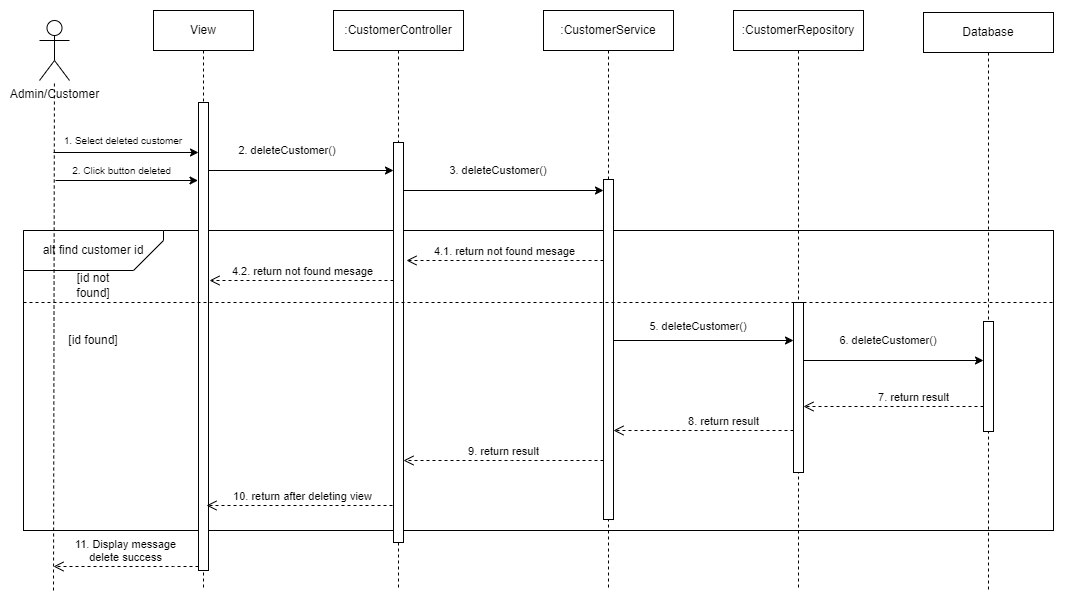 View
:CustomerController
:CustomerService
:CustomerRepository
Database
Admin/Customer
1. Select deleted customer
2. deleteCustomer()
2. Click button deleted
3. deleteCustomer()
alt find customer id
4.1. return not found mesage
4.2. return not found mesage
[id not
found]
5. deleteCustomer()
[id found]
6. deleteCustomer()
7. return result
8. return result
9. return result
10. return after deleting view
11. Display message
delete success